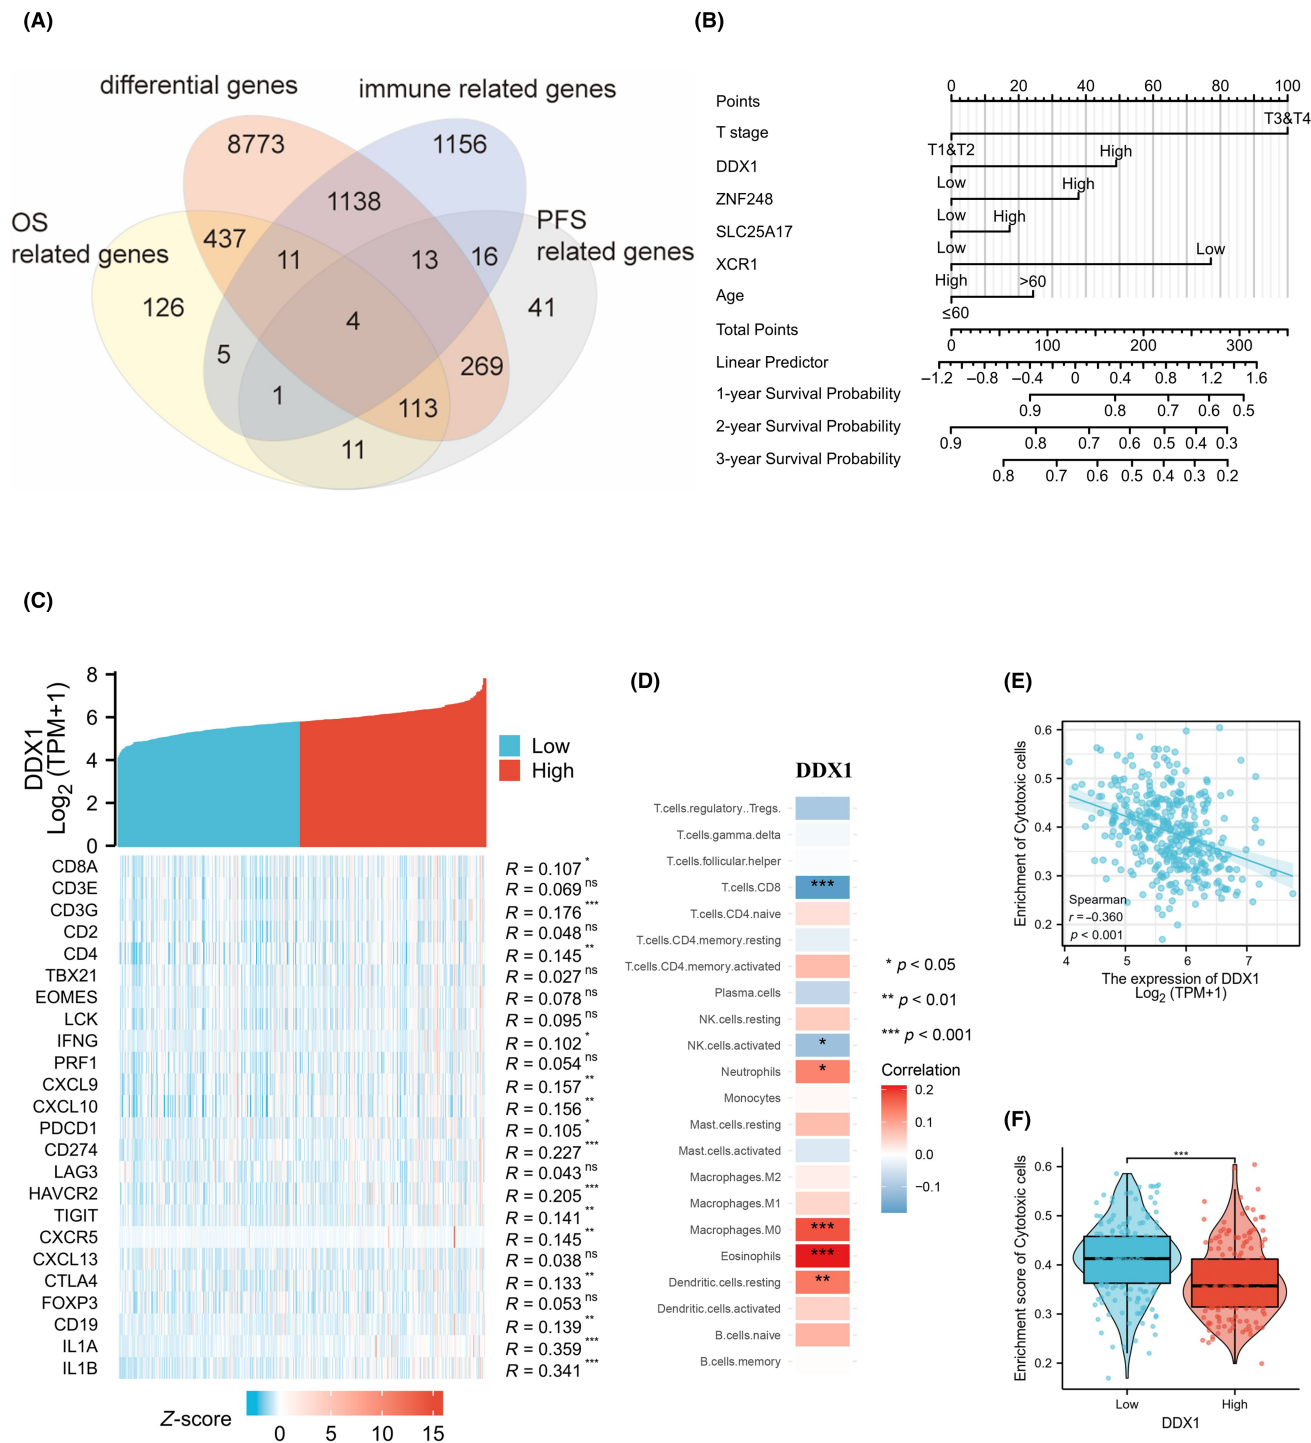 (A)
differential genes
immune related genes
8773
1156
1138
OS
related genes
PFS
related genes
437
11
13
16
126
4
41
5
269
1
113
11
(B)
Points
0 20 40 60 80 100
T stage
T3&T4
T1&T2
DDX1
High
Low
ZNF248
High
Low
SLC25A17
High
Low
XCR1
Low
High
Age
>60
≤60
Total Points
0 100 200 300
Linear Predictor
−1.2 −0.8 −0.4 0 0.4 0.8 1.2 1.6
1-year Survival Probability
0.9 0.8 0.7 0.6 0.5
2-year Survival Probability
0.9 0.8 0.7 0.6 0.5 0.4 0.3
3-year Survival Probability
0.8 0.7 0.6 0.5 0.4 0.3 0.2
(C)
DDX1
Log2 (TPM+1)
8
6
4
2
0
Low
High
CD8A R = 0.107 *
CD3E R = 0.069 ns
CD3G R = 0.176 ***
CD2 R = 0.048 ns
CD4 R = 0.145 **
TBX21 R = 0.027 ns
EOMES R = 0.078 ns
LCK R = 0.095 ns
IFNG R = 0.102 *
PRF1 R = 0.054 ns
CXCL9 R = 0.157 **
CXCL10 R = 0.156 **
PDCD1 R = 0.105 *
CD274 R = 0.227 ***
LAG3 R = 0.043 ns
HAVCR2 R = 0.205 ***
TIGIT R = 0.141 **
CXCR5 R = 0.145 **
CXCL13 R = 0.038 ns
CTLA4 R = 0.133 **
FOXP3 R = 0.053 ns
CD19 R = 0.139 **
IL1A R = 0.359 ***
IL1B R = 0.341 ***
Z-score
0 5 10 15
(D)
DDX1
T.cells.regulatory..Tregs.
T.cells.gamma.delta
T.cells.follicular.helper
T.cells.CD8 ***
T.cells.CD4.naive
T.cells.CD4.memory.resting
T.cells.CD4.memory.activated
Plasma.cells
NK.cells.resting
NK.cells.activated *
Neutrophils *
Monocytes
Mast.cells.resting
Mast.cells.activated
Macrophages.M2
Macrophages.M1
Macrophages.M0 ***
Eosinophils ***
Dendritic.cells.resting **
Dendritic.cells.activated
B.cells.naive
B.cells.memory
* p < 0.05
** p < 0.01
*** p < 0.001
Correlation
0.2
0.1
0.0
−0.1
(E)
Enrichment of Cytotoxic cells
0.6
0.5
0.4
0.3
0.2
Spearman
r = −0.360
p < 0.001
4 5 6 7
The expression of DDX1
Log2 (TPM+1)
(F)
Enrichment score of Cytotoxic cells
0.6
0.5
0.4
0.3
0.2
***
Low High
DDX1